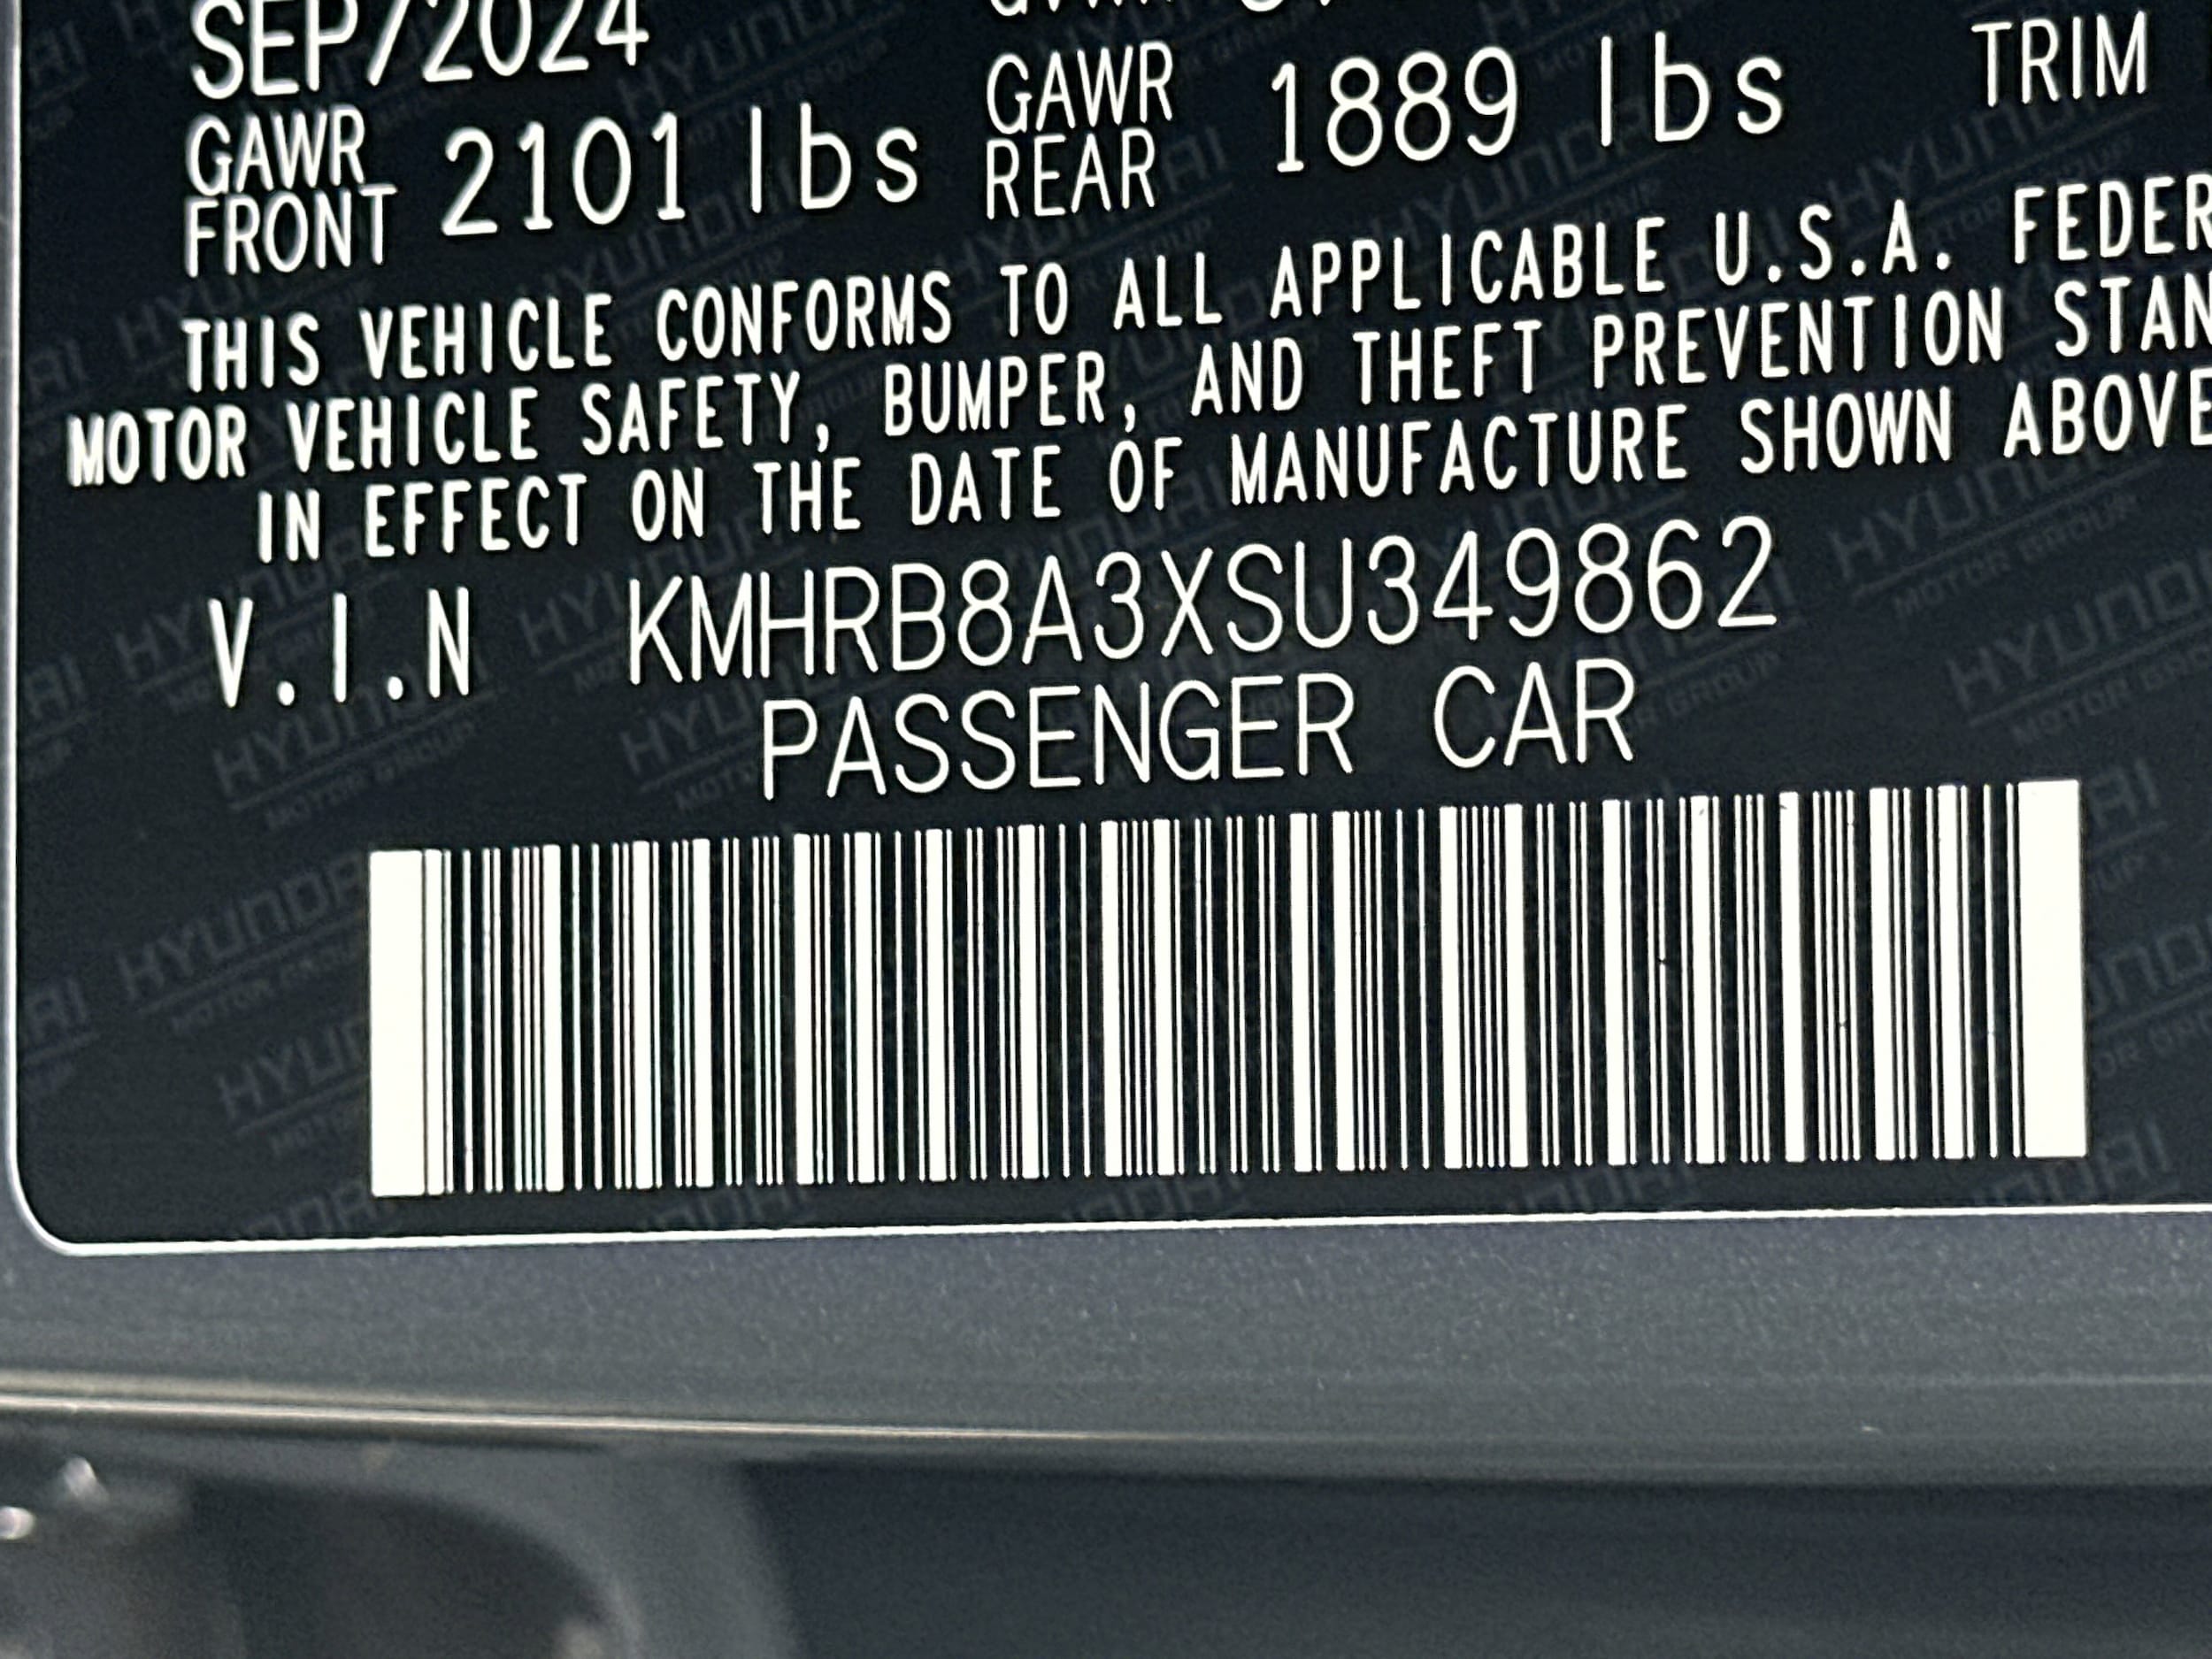 SEP/2024
GAWR FRONT 2101 lbs GAWR REAR 1889 lbs TRIM
THIS VEHICLE CONFORMS TO ALL APPLICABLE U.S.A. FEDER
MOTOR VEHICLE SAFETY, BUMPER, AND THEFT PREVENTION STAN
IN EFFECT ON THE DATE OF MANUFACTURE SHOWN ABOVE
V.I.N KMHRB8A3XSU349862
PASSENGER CAR